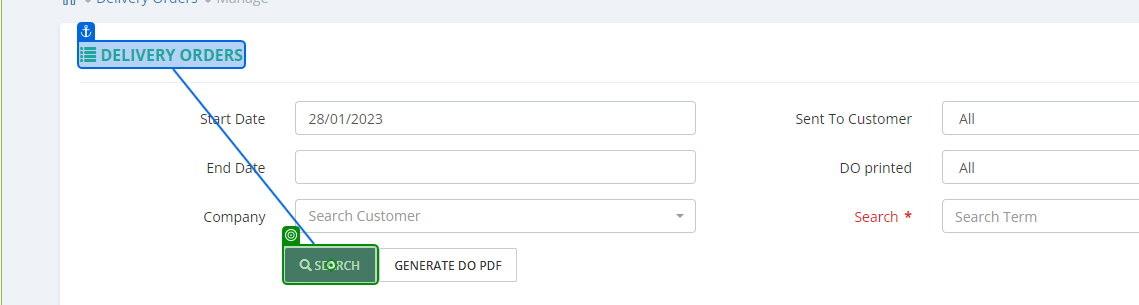 Delivery Orders Manage
DELIVERY ORDERS
Start Date 28/01/2023 Sent To Customer All
End Date DO printed All
Company Search Customer Search * Search Term
SEARCH GENERATE DO PDF